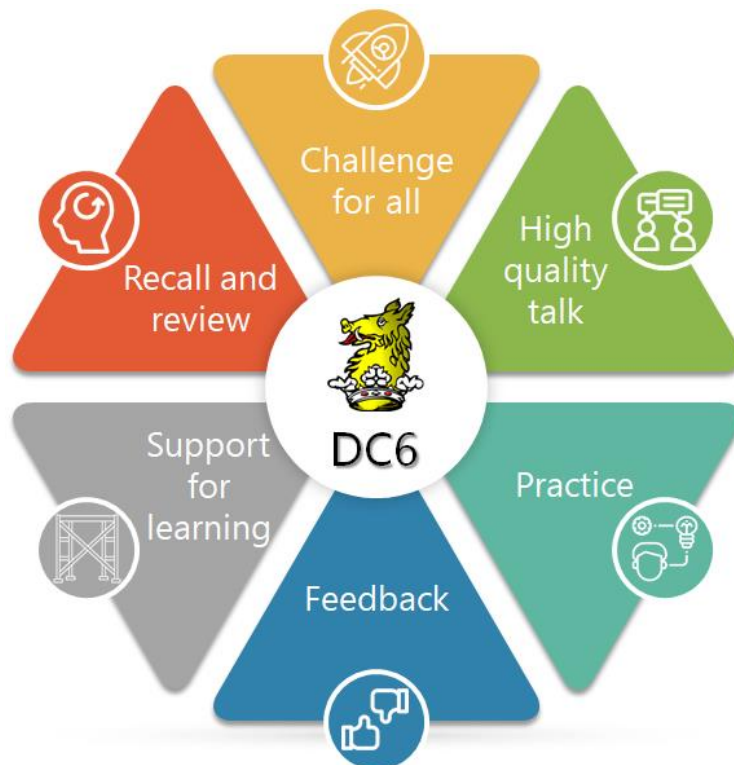 Challenge
for all
High
quality
talk
Practice
Feedback
Support
for
learning
Recall and
review
DC6